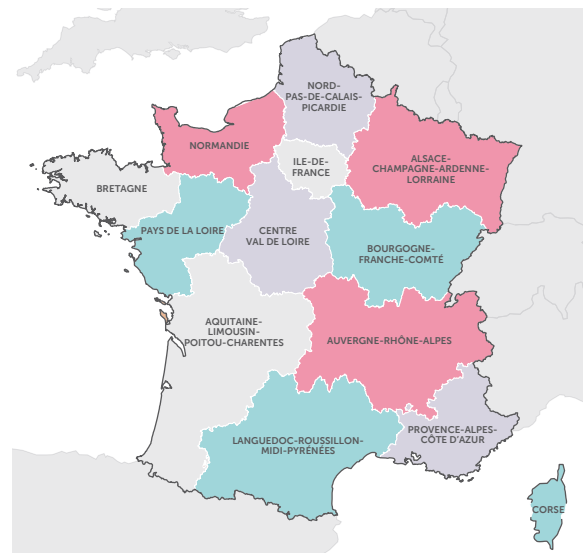 NORD-
PAS-DE-CALAIS-
PICARDIE
NORMANDIE
ILE-DE-
FRANCE
ALSACE-
CHAMPAGNE-ARDENNE-
LORRAINE
BRETAGNE
PAYS DE LA LOIRE
CENTRE
VAL DE LOIRE
BOURGOGNE-
FRANCHE-COMTÉ
AQUITAINE-
LIMOUSIN-
POITOU-CHARENTES
AUVERGNE-RHÔNE-ALPES
LANGUEDOC-ROUSSILLON-
MIDI-PYRÉNÉES
PROVENCE-ALPES-
CÔTE D'AZUR
CORSE